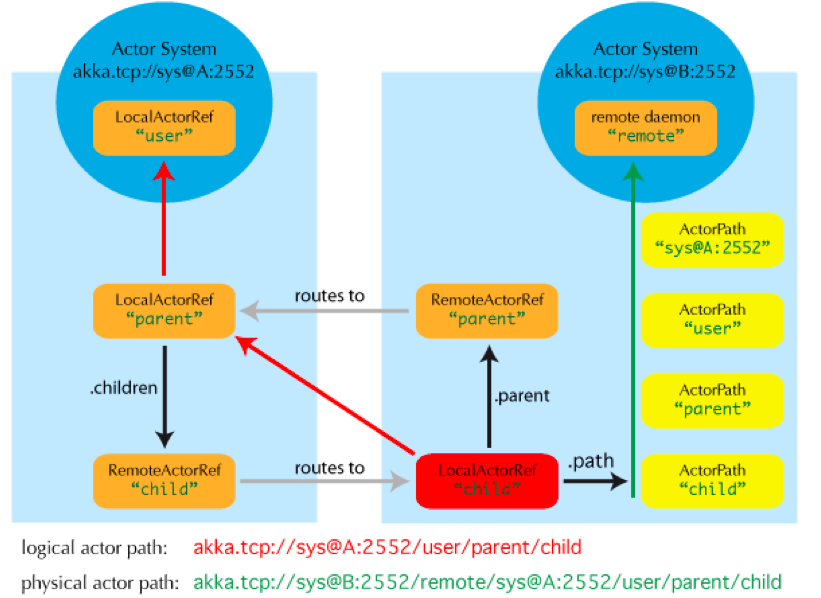 Actor System
akka.tcp://sys@A:2552
LocalActorRef
“user”
Actor System
akka.tcp://sys@B:2552
remote daemon
“remote”
ActorPath
“sys@A:2552”
LocalActorRef
“parent”
routes to
RemoteActorRef
“parent”
ActorPath
“user”
.children
.parent
ActorPath
“parent”
RemoteActorRef
“child”
routes to
LocalActorRef
“child”
.path
ActorPath
“child”
logical actor path: akka.tcp://sys@A:2552/user/parent/child
physical actor path: akka.tcp://sys@B:2552/remote/sys@A:2552/user/parent/child